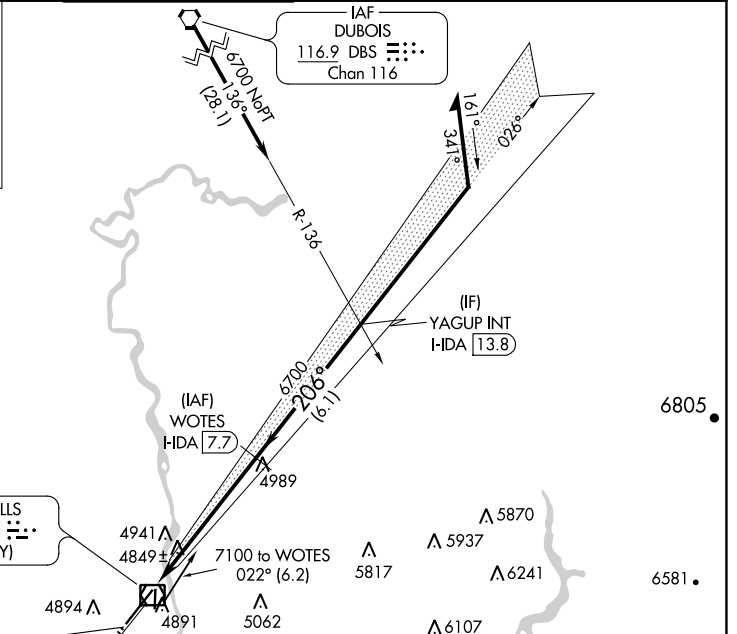 IAF
DUBOIS
116.9 DBS
Chan 116
6700 NoPT
136°
(28.1)
161°
341°
026°
R-136
(IF)
YAGUP INT
I-IDA 13.8
6700
206°
(6.1)
(IAF)
WOTES
I-IDA 7.7
6805
4989
LLS
Y)
4941
4849±
7100 to WOTES
022° (6.2)
5870
5937
5817
6241
6581
4894
4891
5062
6107